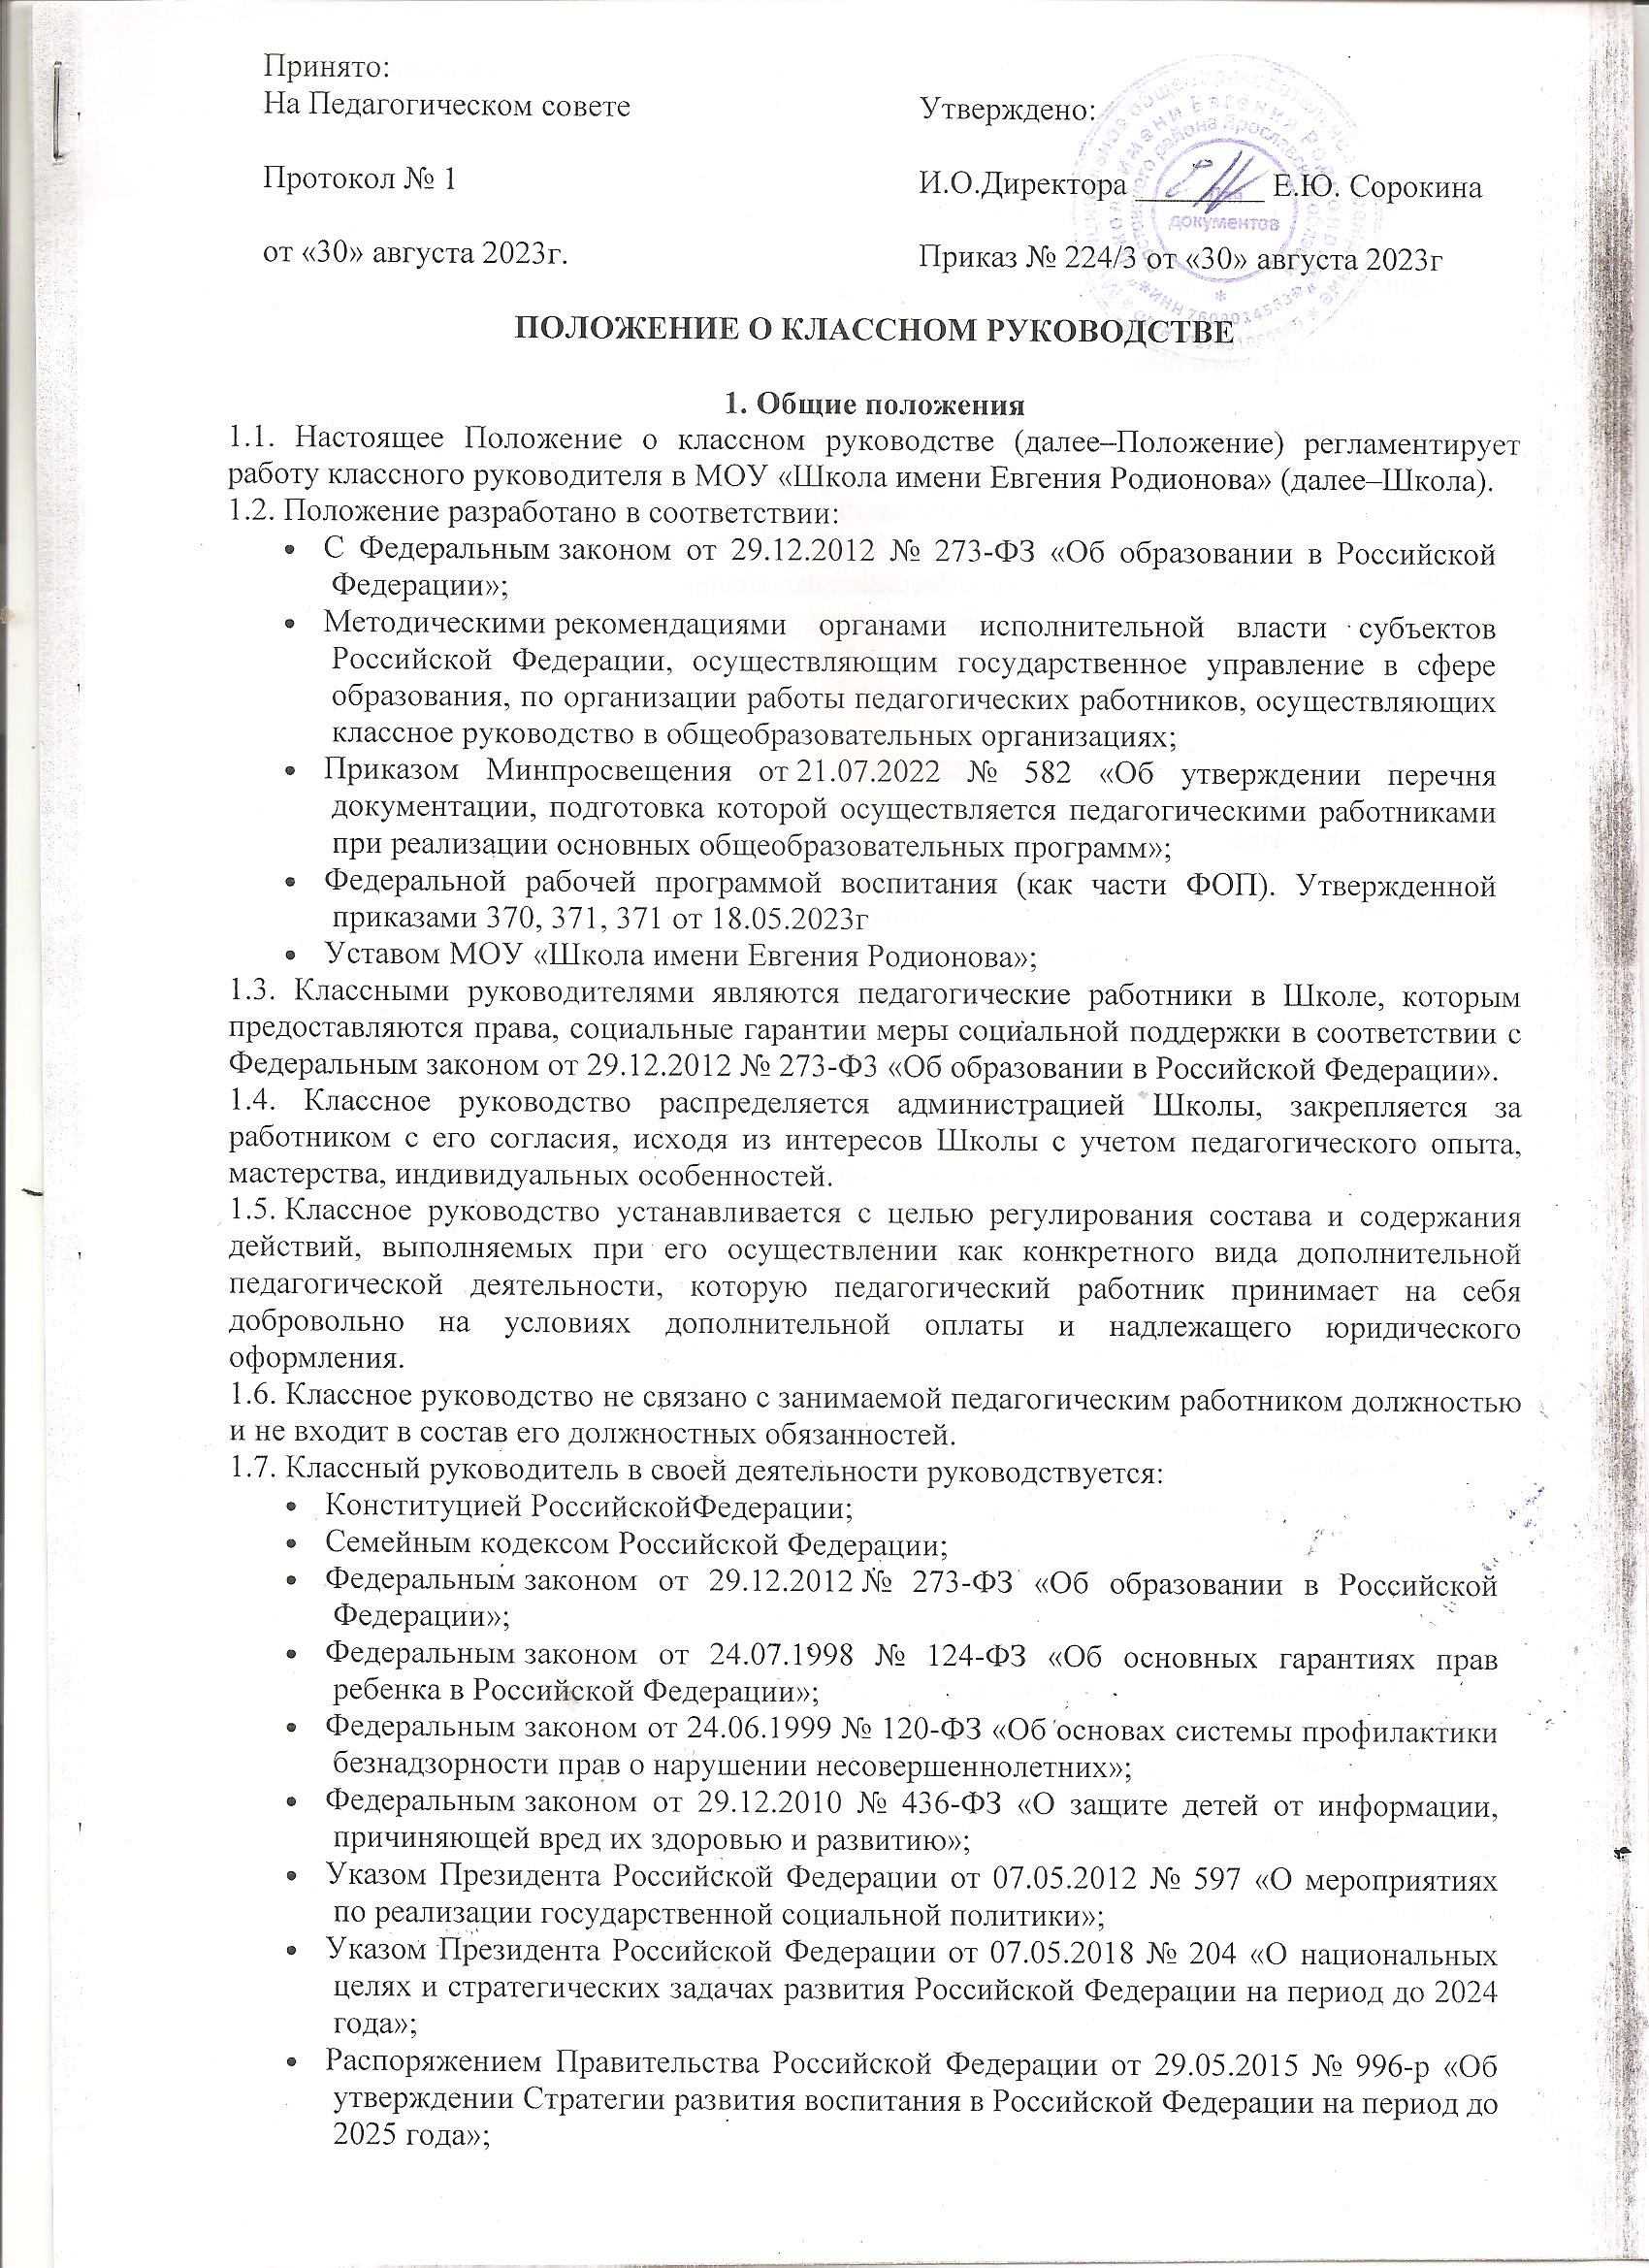 Принято:
На Педагогическом совете
Утверждено:
Протокол № 1
И.О.Директора _________ Е.Ю. Сорокина
документов
от «30» августа 2023г.
Приказ № 224/3 от «30» августа 2023г
ПОЛОЖЕНИЕ О КЛАССНОМ РУКОВОДСТВЕ
1. Общие положения
1.1. Настоящее Положение о классном руководстве (далее–Положение) регламентирует
работу классного руководителя в МОУ «Школа имени Евгения Родионова» (далее–Школа).
1.2. Положение разработано в соответствии:
• С Федеральным законом от 29.12.2012 № 273-ФЗ «Об образовании в Российской
Федерации»;
• Методическими рекомендациями органами исполнительной власти субъектов
Российской Федерации, осуществляющим государственное управление в сфере
образования, по организации работы педагогических работников, осуществляющих
классное руководство в общеобразовательных организациях;
• Приказом Минпросвещения от 21.07.2022 № 582 «Об утверждении перечня
документации, подготовка которой осуществляется педагогическими работниками
при реализации основных общеобразовательных программ»;
• Федеральной рабочей программой воспитания (как части ФОП). Утвержденной
приказами 370, 371, 371 от 18.05.2023г
• Уставом МОУ «Школа имени Евгения Родионова»;
1.3. Классными руководителями являются педагогические работники в Школе, которым
предоставляются права, социальные гарантии меры социальной поддержки в соответствии с
Федеральным законом от 29.12.2012 № 273-ФЗ «Об образовании в Российской Федерации».
1.4. Классное руководство распределяется администрацией Школы, закрепляется за
работником с его согласия, исходя из интересов Школы с учетом педагогического опыта,
мастерства, индивидуальных особенностей.
1.5. Классное руководство устанавливается с целью регулирования состава и содержания
действий, выполняемых при его осуществлении как конкретного вида дополнительной
педагогической деятельности, которую педагогический работник принимает на себя
добровольно на условиях дополнительной оплаты и надлежащего юридического
оформления.
1.6. Классное руководство не связано с занимаемой педагогическим работником должностью
и не входит в состав его должностных обязанностей.
1.7. Классный руководитель в своей деятельности руководствуется:
• Конституцией РоссийскойФедерации;
• Семейным кодексом Российской Федерации;
• Федеральным законом от 29.12.2012 № 273-ФЗ «Об образовании в Российской
Федерации»;
• Федеральным законом от 24.07.1998 № 124-ФЗ «Об основных гарантиях прав
ребенка в Российской Федерации»;
• Федеральным законом от 24.06.1999 № 120-ФЗ «Об основах системы профилактики
безнадзорности прав о нарушении несовершеннолетних»;
• Федеральным законом от 29.12.2010 № 436-ФЗ «О защите детей от информации,
причиняющей вред их здоровью и развитию»;
• Указом Президента Российской Федерации от 07.05.2012 № 597 «О мероприятиях
по реализации государственной социальной политики»;
• Указом Президента Российской Федерации от 07.05.2018 № 204 «О национальных
целях и стратегических задачах развития Российской Федерации на период до 2024
года»;
• Распоряжением Правительства Российской Федерации от 29.05.2015 № 996-р «Об
утверждении Стратегии развития воспитания в Российской Федерации на период до
2025 года»;